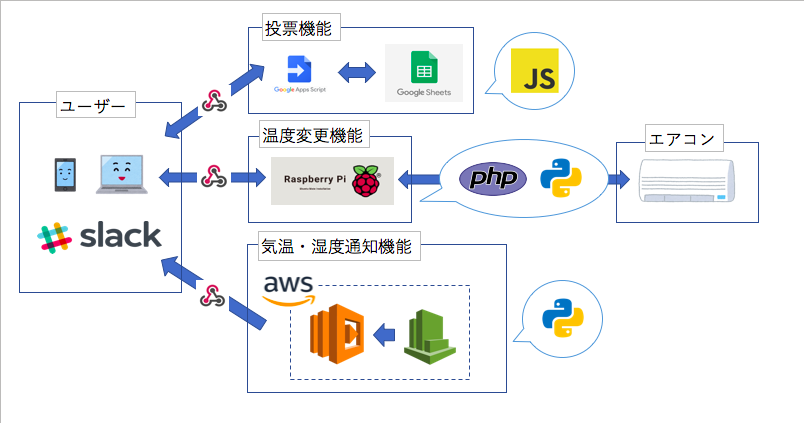 投票機能
Google Apps Script
Google Sheets
JS
ユーザー
slack
温度変更機能
Raspberry Pi
php
エアコン
気温・湿度通知機能
aws